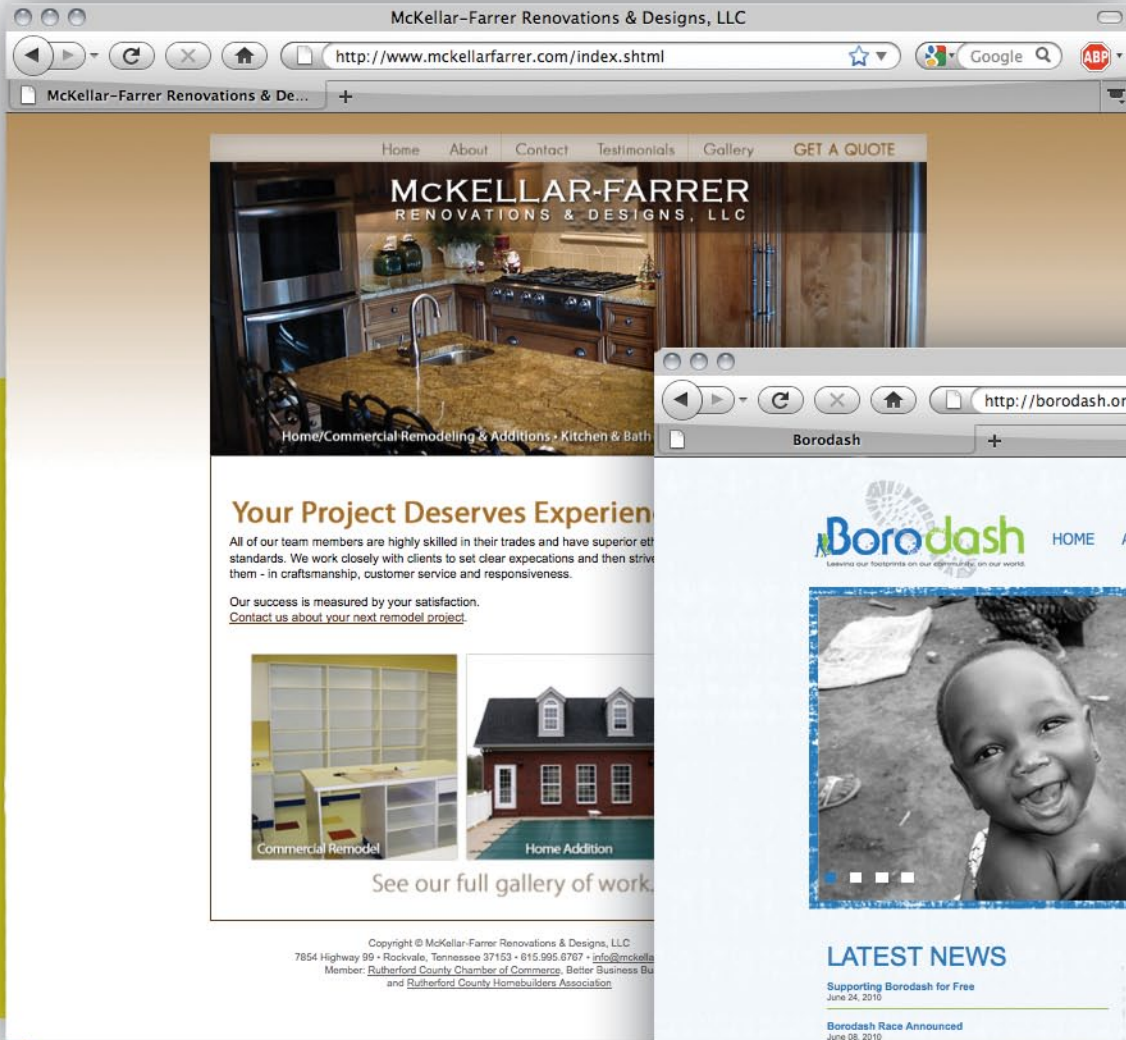 McKellar-Farrer Renovations & Designs, LLC
http://www.mckellarfarrer.com/index.shtml
Google
ABP
McKellar-Farrer Renovations & De...
Home About Contact Testimonials Gallery GET A QUOTE
McKELLAR-FARRER
RENOVATIONS & DESIGNS, LLC
Home/Commercial Remodeling & Additions • Kitchen & Bath
Your Project Deserves Experien
All of our team members are highly skilled in their trades and have superior eth
standards. We work closely with clients to set clear expecations and then strive
them - in craftsmanship, customer service and responsiveness.
Our success is measured by your satisfaction.
Contact us about your next remodel project.
Commercial Remodel
Home Addition
See our full gallery of work.
Copyright © McKellar-Farrer Renovations & Designs, LLC
7854 Highway 99 • Rockvale, Tennessee 37153 • 615.995.6767 • info@mckella
Member: Rutherford County Chamber of Commerce, Better Business Bu
and Rutherford County Homebuilders Association
http://borodash.or
Borodash
Borodash
Leaving our footprints on our community, on our world.
HOME A
LATEST NEWS
Supporting Borodash for Free
June 24, 2010
Borodash Race Announced
June 08, 2010